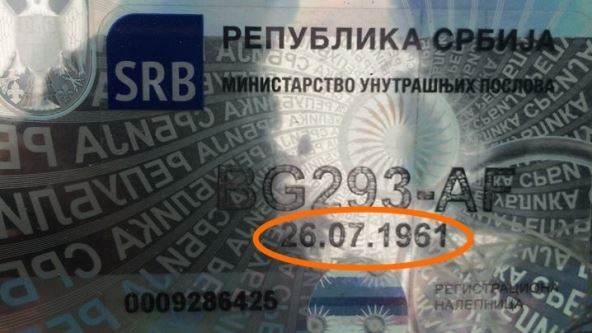 РЕПУБЛИКА СРБИЈА
SRB
МИНИСТАРСТВО УНУТРАШЊИХ ПОСЛОВА
BG293-AF
26.07.1961
0009286425
РЕГИСТРАЦИОНА
НАЛЕПНИЦА